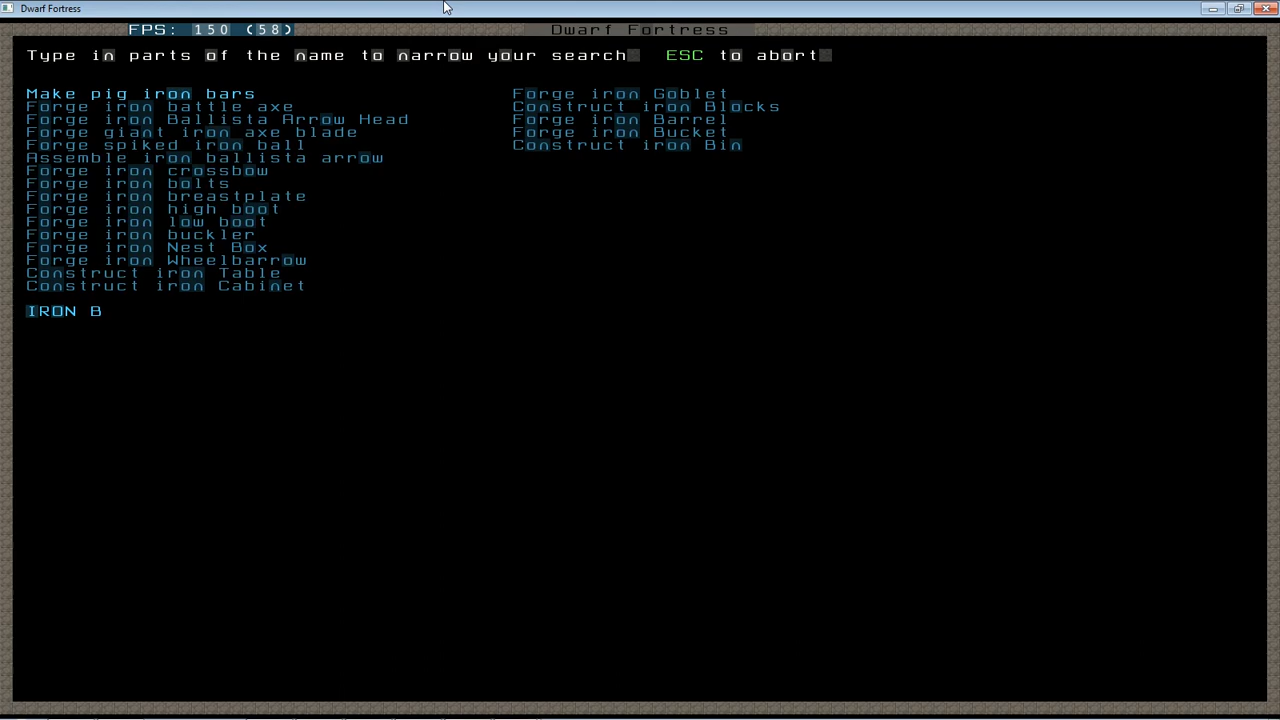 Dwarf Fortress
FPS: 150 (58)
Dwarf Fortress
Type in parts of the name to narrow your search. ESC to abort.
Make pig iron bars
Forge iron battle axe
Forge iron Ballista Arrow Head
Forge giant iron axe blade
Forge spiked iron ball
Assemble iron ballista arrow
Forge iron crossbow
Forge iron bolts
Forge iron breastplate
Forge iron high boot
Forge iron low boot
Forge iron buckler
Forge iron Nest Box
Forge iron Wheelbarrow
Construct iron Table
Construct iron Cabinet
Forge iron Goblet
Construct iron Blocks
Forge iron Barrel
Forge iron Bucket
Construct iron Bin
IRON B